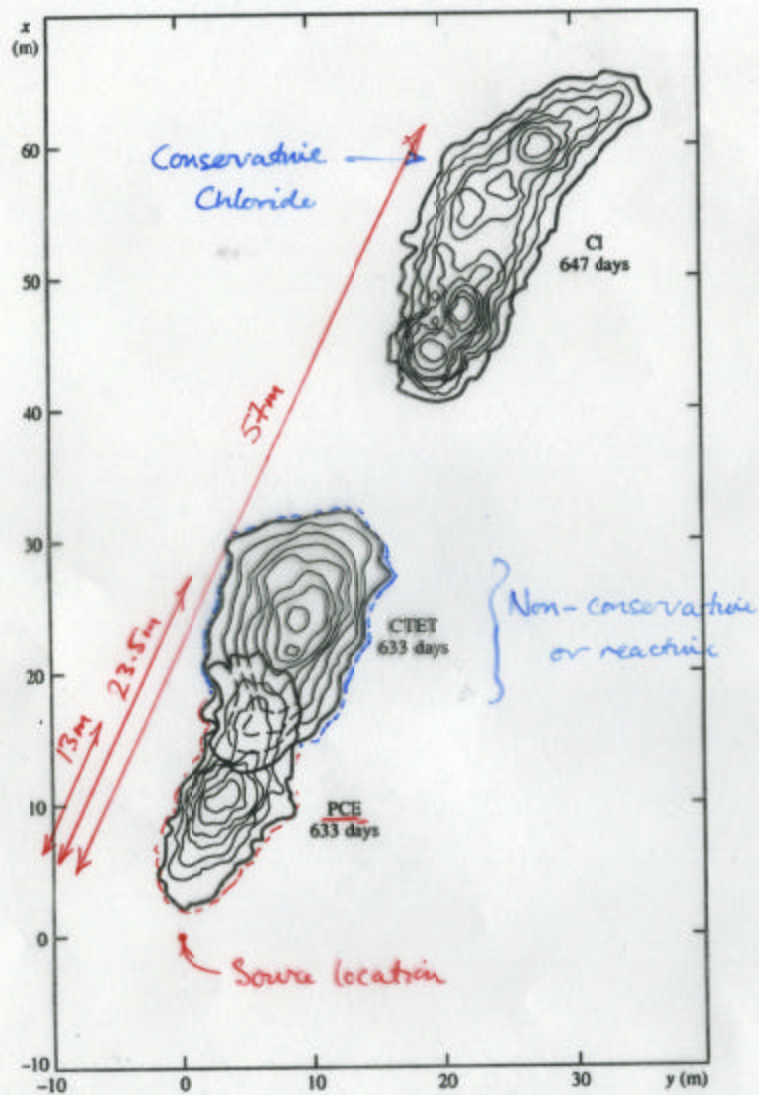 x
(m)
60
50
40
30
20
10
0
-10
-10
0
10
20
30
y (m)
Conservative
Chloride
Cl
647 days
57m
23.5m
13m
CTET
633 days
Non-conservative
or reactive
PCE
633 days
Source location